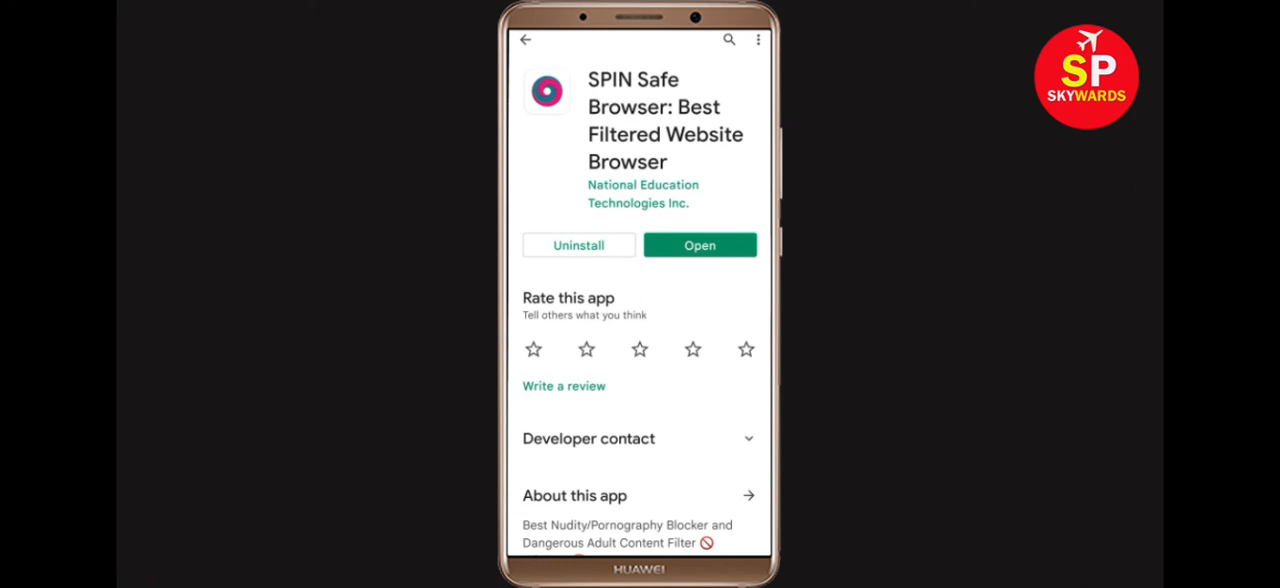 SPIN Safe
Browser: Best
Filtered Website
Browser
National Education
Technologies Inc.
Uninstall
Open
Rate this app
Tell others what you think
Write a review
Developer contact
About this app
Best Nudity/Pornography Blocker and
Dangerous Adult Content Filter 🚫
HUAWEI
SP
SKYWARDS